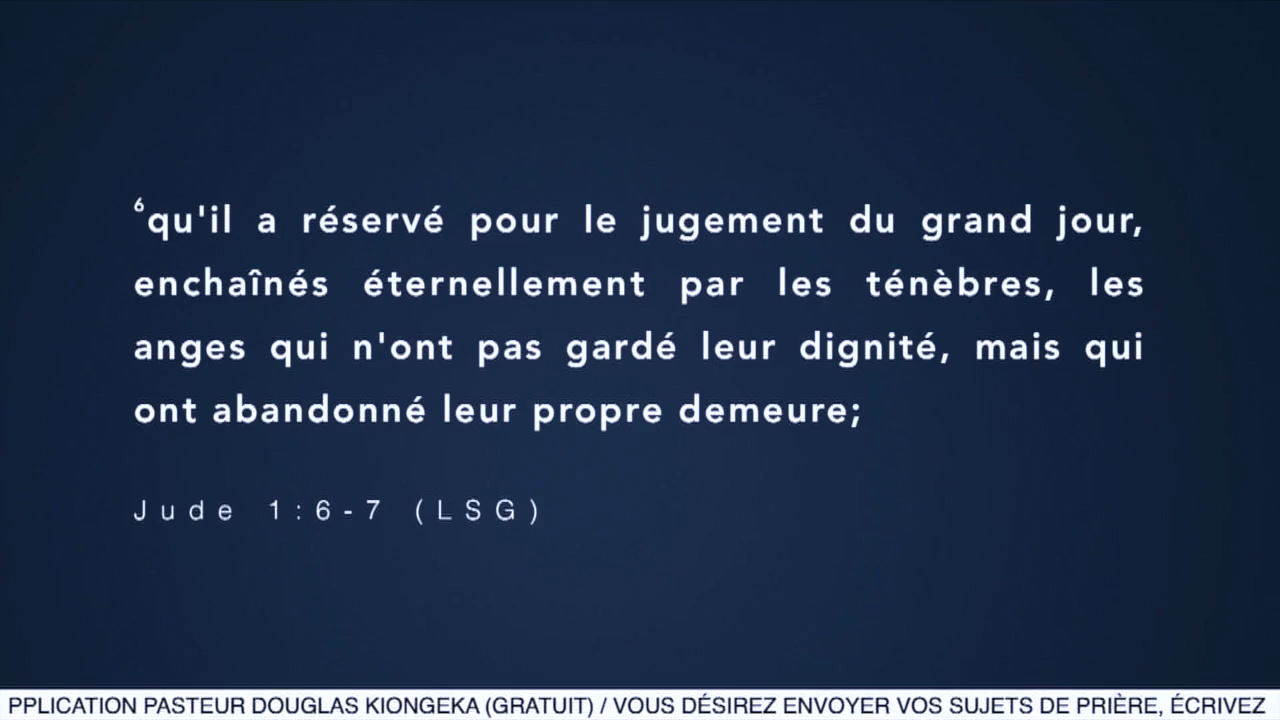 ⁶qu'il a réservé pour le jugement du grand jour,
enchaînés éternellement par les ténèbres, les
anges qui n'ont pas gardé leur dignité, mais qui
ont abandonné leur propre demeure;
Jude 1:6-7 (LSG)
PPLICATION PASTEUR DOUGLAS KIONGEKA (GRATUIT) / VOUS DÉSIREZ ENVOYER VOS SUJETS DE PRIÈRE, ÉCRIVEZ